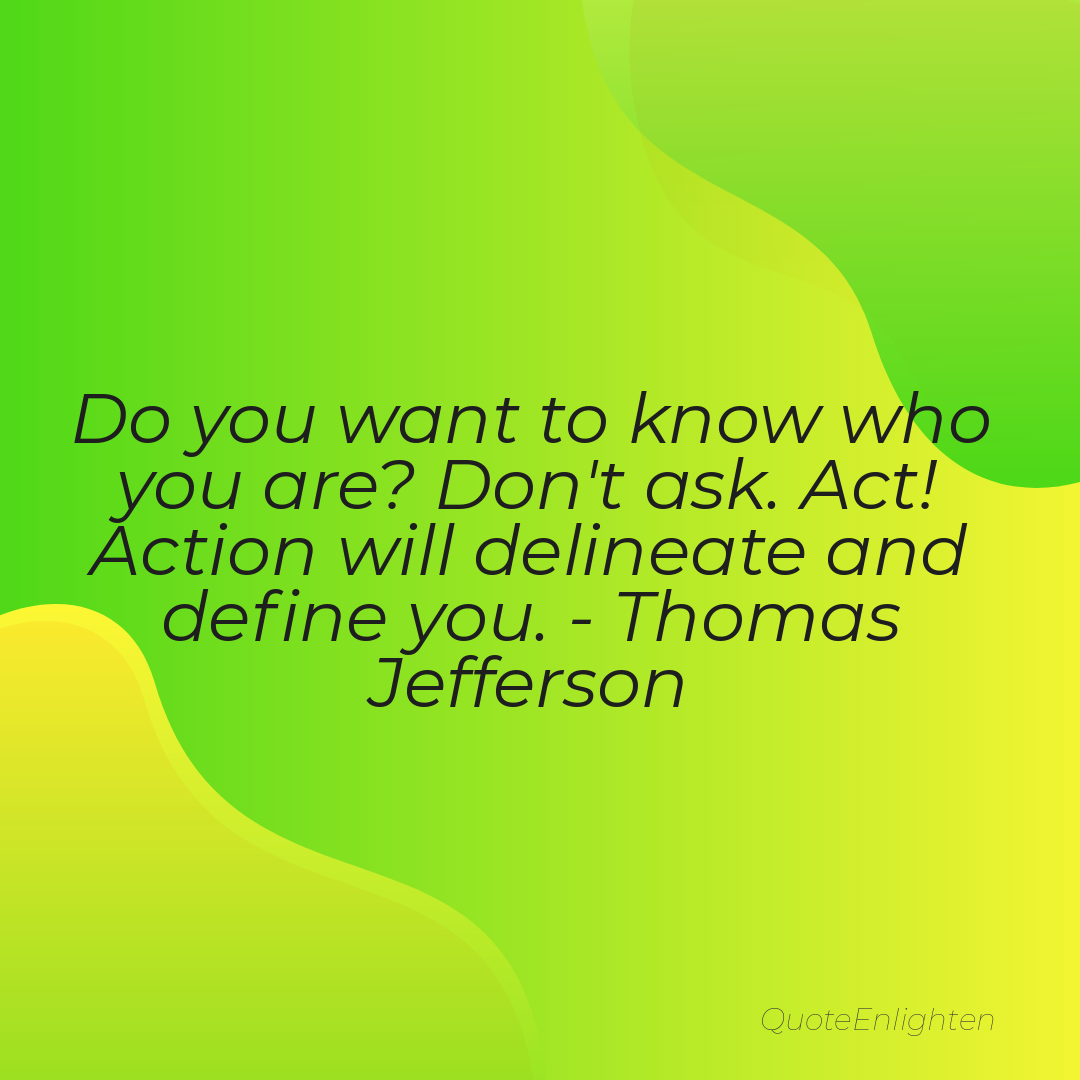 Do you want to know who
you are? Don't ask. Act!
Action will delineate and
define you. - Thomas
Jefferson
QuoteEnlighten